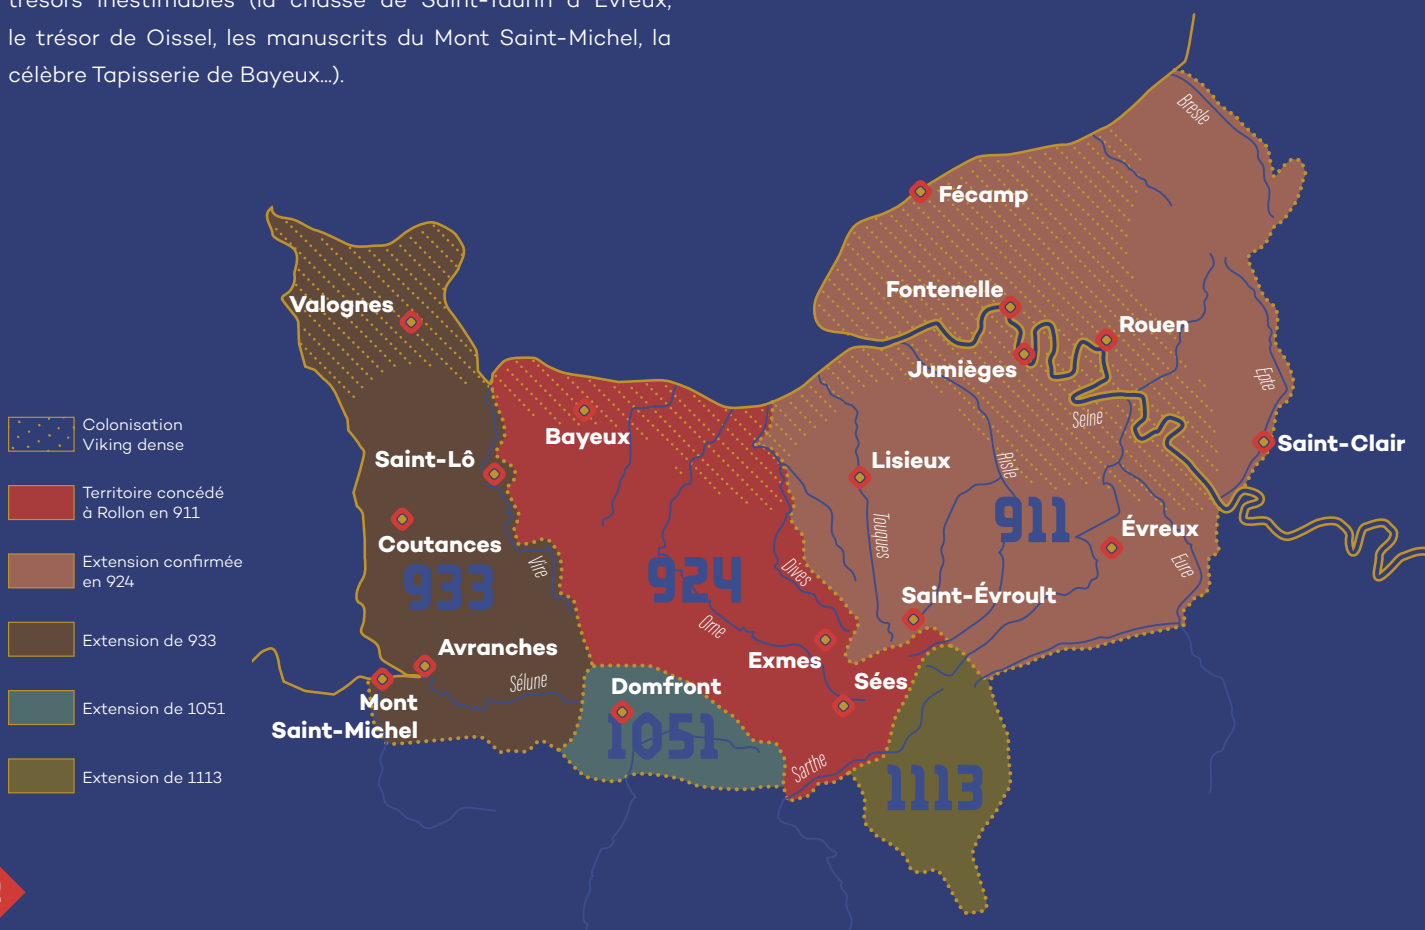 trésors inestimables (la châsse de Saint-Taurin à Évreux,
le trésor de Oissel, les manuscrits du Mont Saint-Michel, la
célèbre Tapisserie de Bayeux...).
Bresle
Fécamp
Fontenelle
Valognes
Rouen
Jumièges
Epte
Seine
Colonisation
Viking dense
Bayeux
Saint-Clair
Saint-Lô
Lisieux
Risle
Territoire concédé
à Rollon en 911
911
Touques
Coutances
Évreux
Extension confirmée
en 924
933
Vire
924
Dives
Eure
Saint-Évroult
Orne
Extension de 933
Avranches
Exmes
Sélune
Sées
Domfront
Mont
Saint-Michel
Extension de 1051
1051
Sarthe
Extension de 1113
1113